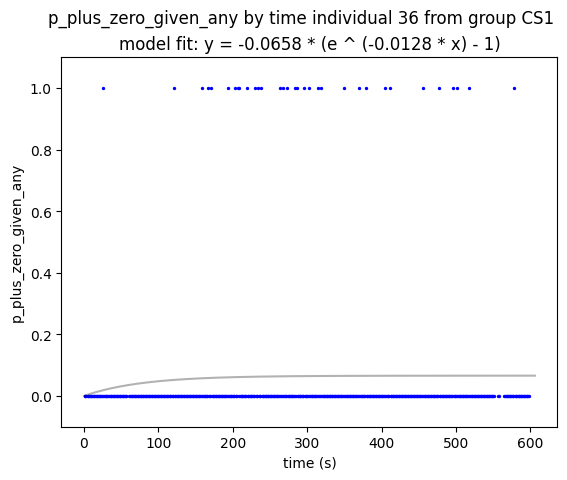 p_plus_zero_given_any by time individual 36 from group CS1
model fit: y = -0.0658 * (e ^ (-0.0128 * x) - 1)
1.0
0.8
0.6
0.4
0.2
0.0
p_plus_zero_given_any
0 100 200 300 400 500 600
time (s)